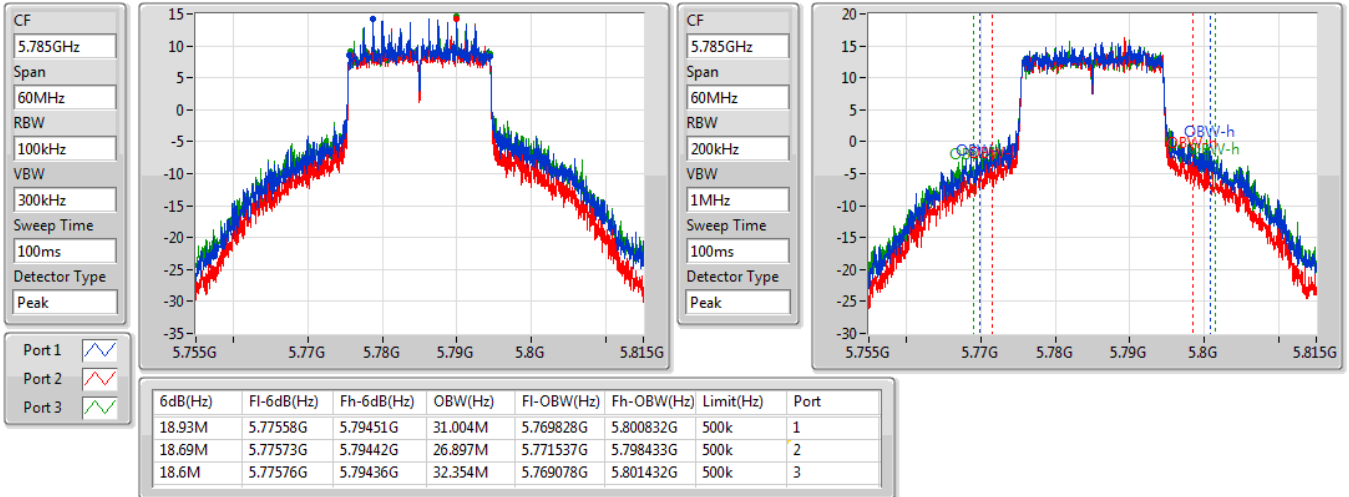 CF
5.785GHz
Span
60MHz
RBW
100kHz
VBW
300kHz
Sweep Time
100ms
Detector Type
Peak
Port 1
Port 2
Port 3
15-
10-
5-
0-
-5-
-10-
-15-
-20-
-25-
-30-
-35-
5.755G 5.77G 5.78G 5.79G 5.8G 5.815G
CF
5.785GHz
Span
60MHz
RBW
200kHz
VBW
1MHz
Sweep Time
100ms
Detector Type
Peak
20-
15-
10-
5-
0-
-5-
-10-
-15-
-20-
-25-
-30-
OBW-h
5.755G 5.77G 5.78G 5.79G 5.8G 5.815G
6dB(Hz) Fl-6dB(Hz) Fh-6dB(Hz) OBW(Hz) Fl-OBW(Hz) Fh-OBW(Hz) Limit(Hz) Port
18.93M 5.77558G 5.79451G 31.004M 5.769828G 5.800832G 500k 1
18.69M 5.77573G 5.79442G 26.897M 5.771537G 5.798433G 500k 2
18.6M 5.77576G 5.79436G 32.354M 5.769078G 5.801432G 500k 3